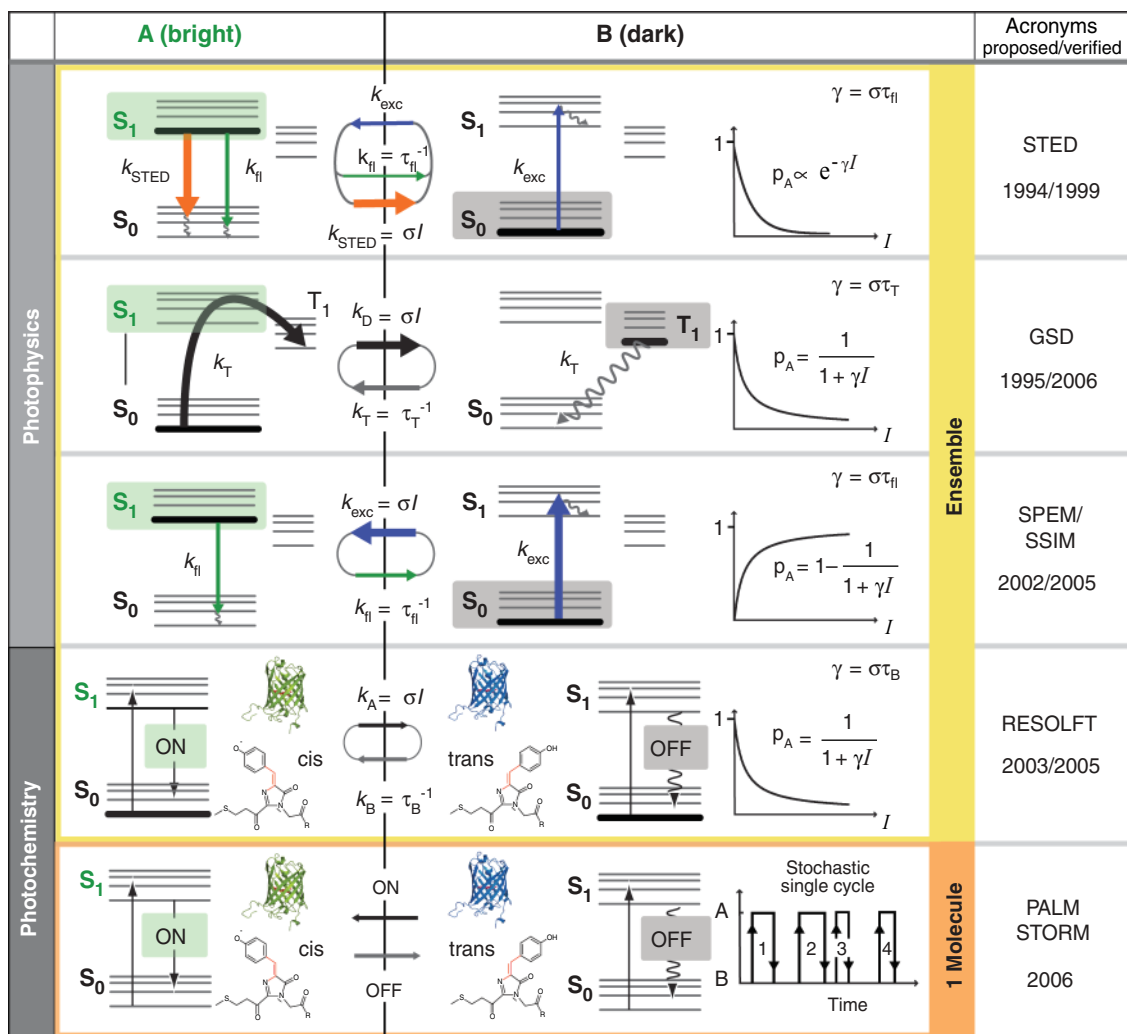 A (bright)
B (dark)
Acronyms
proposed/verified
Photophysics
Photochemistry
Ensemble
1 Molecule
S1
kSTED
kfl
S0
kexc
kfl = τfl^-1
kSTED = σI
S1
kexc
S0
γ = στfl
1
pA ∝ e^-γI
I
STED
1994/1999
S1
T1
kT
S0
kD = σI
kT = τT^-1
T1
kT
S0
γ = στT
1
pA = 1 / (1 + γI)
I
GSD
1995/2006
S1
kfl
S0
kexc = σI
kfl = τfl^-1
S1
kexc
S0
γ = στfl
1
pA = 1 – 1 / (1 + γI)
I
SPEM/
SSIM
2002/2005
S1
ON
S0
O-
cis
S
N
N
O
O
R
kA = σI
kB = τB^-1
trans
OH
S
N
N
O
O
O
R
S1
OFF
S0
γ = στB
1
pA = 1 / (1 + γI)
I
RESOLFT
2003/2005
S1
ON
S0
O-
cis
S
N
N
O
O
O
R
ON
OFF
trans
OH
S
N
N
O
O
O
R
S1
OFF
S0
Stochastic
single cycle
A
B
1
2
3
4
Time
PALM
STORM
2006